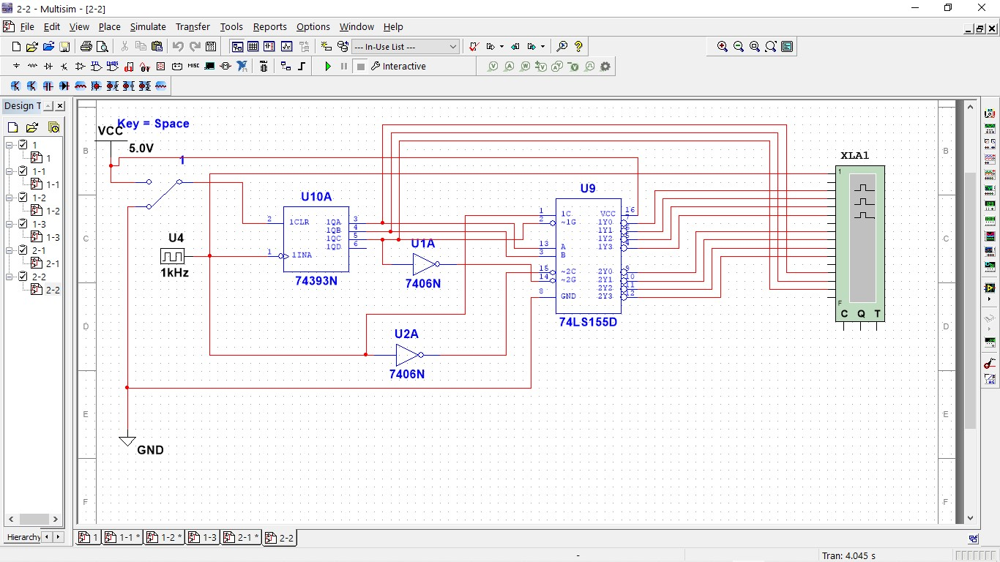 2-2 - Multisim - [2-2]
File Edit View Place Simulate Transfer Tools Reports Options Window Help
--- In-Use List ---
MISC
Interactive
Design T
1
1
1-1
1-1
1-2
1-2
1-3
1-3
2-1
2-1
2-2
2-2
Hierarchy
Key = Space
VCC
5.0V
1
B
C
D
E
F
B
C
D
E
F
U4
1kHz
GND
U10A
2 1CLR 1QA 3
1QB 4
1QC 5
1QD 6
1 1INA
74393N
U1A
7406N
U2A
7406N
U9
1 1C VCC 16
2 ~1G 1Y0 7
1Y1 6
1Y2 5
13 A 1Y3 4
3 B
15 ~2C 2Y0 9
14 ~2G 2Y1 10
2Y2 11
8 GND 2Y3 12
74LS155D
XLA1
1
F
C Q T
1 1-1 * 1-2 * 1-3 2-1 * 2-2
-
Tran: 4.045 s